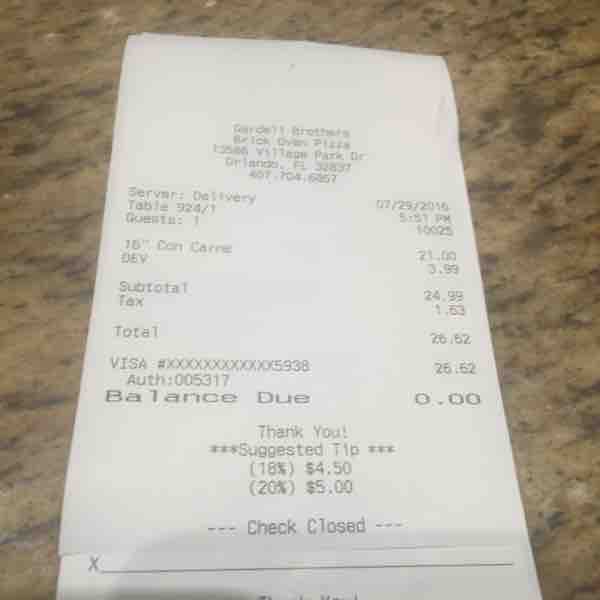 Gardell Brothers
Brick Oven Pizza
13586 Village Park Dr
Orlando, FL 32837
407.704.6867
Server: Delivery 07/29/2016
Table 924/1 5:51 PM
Guests: 1 10025
16" Con Carne 21.00
DEV 3.99
Subtotal 24.99
Tax 1.63
Total 26.62
VISA #XXXXXXXXXXXX5938 26.62
Auth:005317
Balance Due 0.00
Thank You!
***Suggested Tip ***
(18%) $4.50
(20%) $5.00
--- Check Closed ---
X